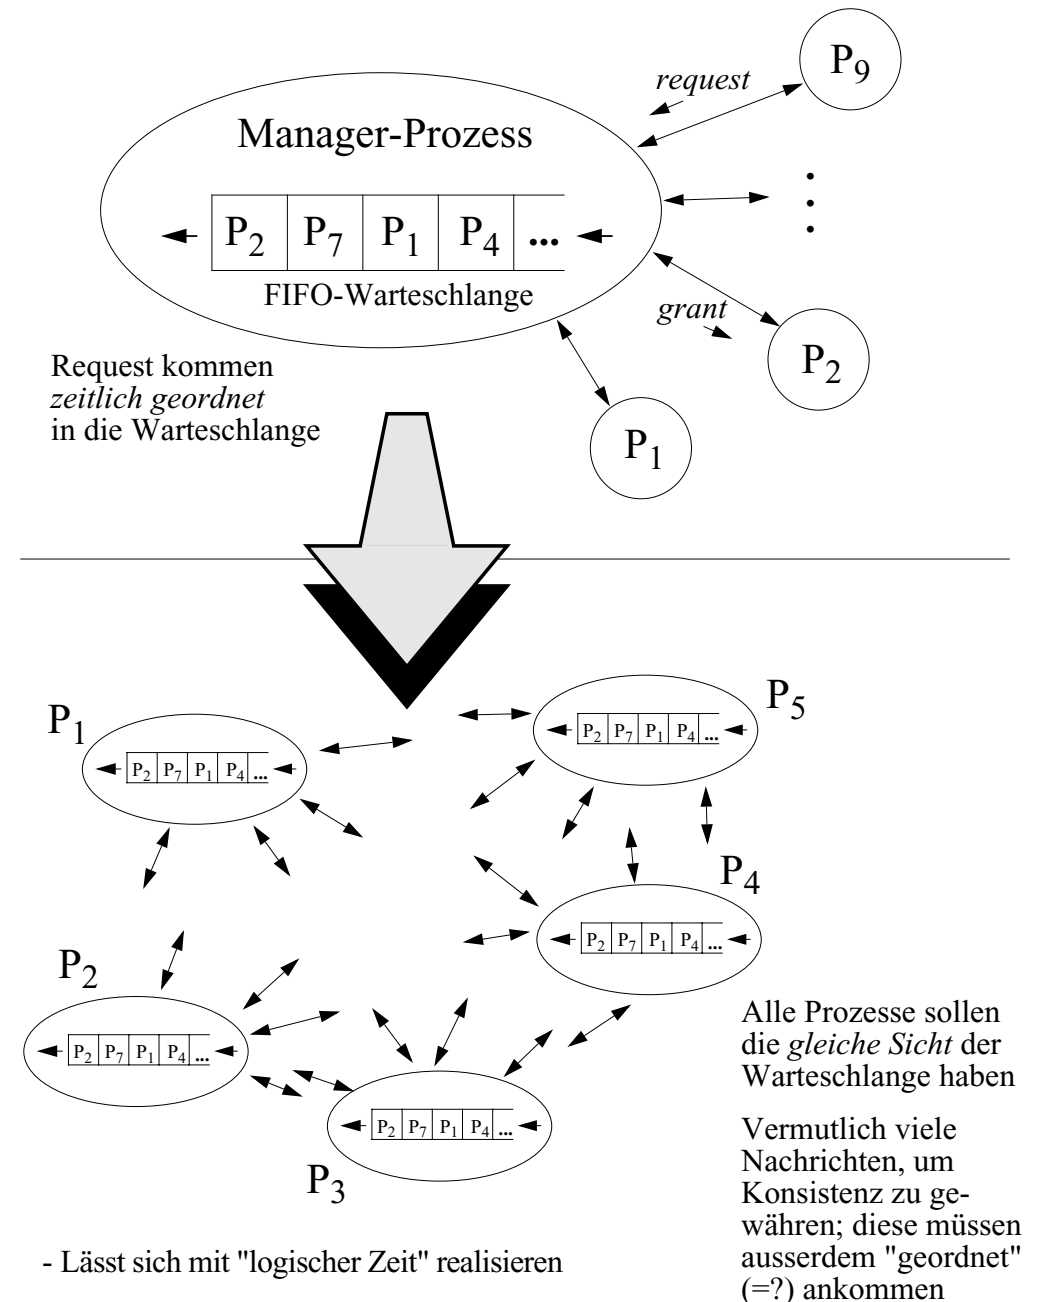 P9
request
Manager-Prozess
P2 P7 P1 P4 ...
FIFO-Warteschlange
grant
P2
Request kommen
zeitlich geordnet
in die Warteschlange
P1
P5
P2 P7 P1 P4 ...
P1
P2 P7 P1 P4 ...
P4
P2 P7 P1 P4 ...
P2
P2 P7 P1 P4 ...
P2 P7 P1 P4 ...
P3
Alle Prozesse sollen
die gleiche Sicht der
Warteschlange haben
Vermutlich viele
Nachrichten, um
Konsistenz zu ge-
währen; diese müssen
ausserdem "geordnet"
(=?) ankommen
- Lässt sich mit "logischer Zeit" realisieren